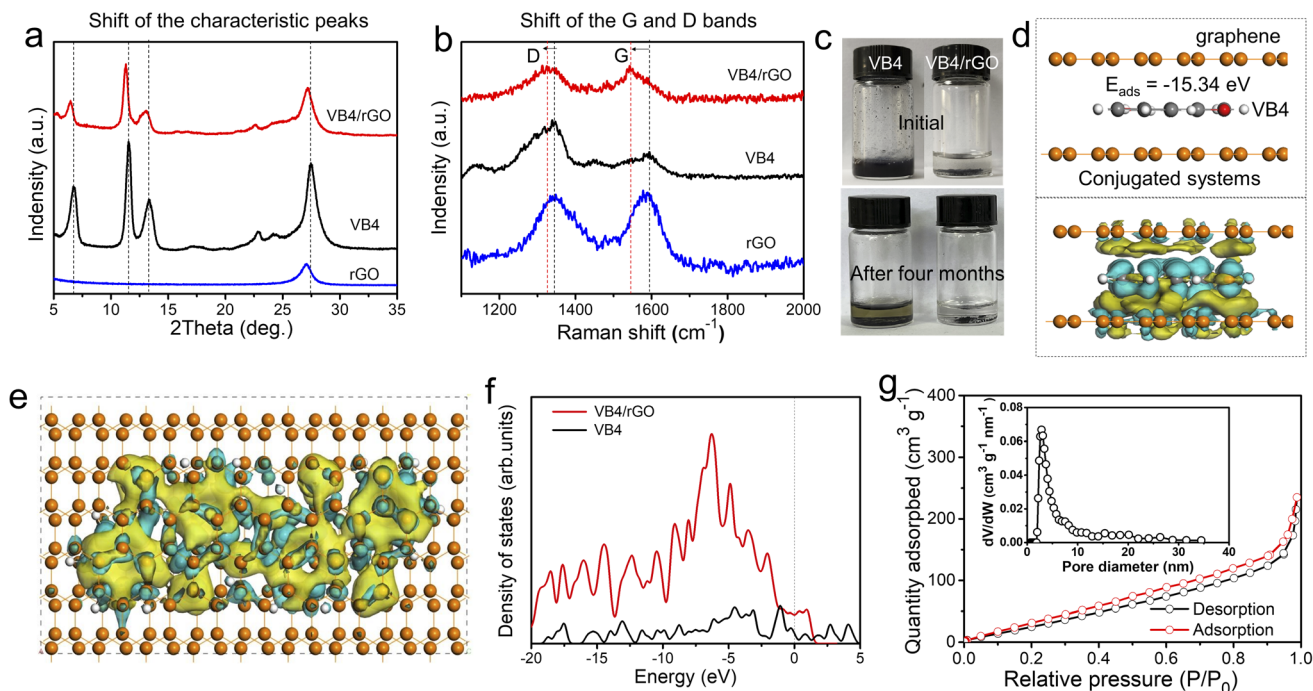 Shift of the characteristic peaks
a
Indensity (a.u.)
VB4/rGO
VB4
rGO
5 10 15 20 25 30 35
2Theta (deg.)
Shift of the G and D bands
b
Indensity (a.u.)
D G
VB4/rGO
VB4
rGO
1200 1400 1600 1800 2000
Raman shift (cm⁻¹)
c
VB4 VB4/rGO
Initial
After four months
d
graphene
E_ads = -15.34 eV
VB4
Conjugated systems
e
f
Density of states (arb.units)
VB4/rGO
VB4
-20 -15 -10 -5 0 5
Energy (eV)
g
Quantity adsorpbed (cm³ g⁻¹)
400
300
200
100
0
0.0 0.2 0.4 0.6 0.8 1.0
Relative pressure (P/P₀)
dV/dW (cm³ g⁻¹ nm⁻¹)
0.08
0.06
0.04
0.02
0.00
0 10 20 30 40
Pore diameter (nm)
Desorption
Adsorption